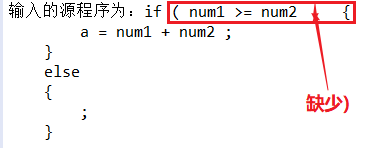 输入的源程序为：if ( num1 >= num2      {
        a = num1 + num2 ;
    }
    else
    {
        ;
    }
缺少)